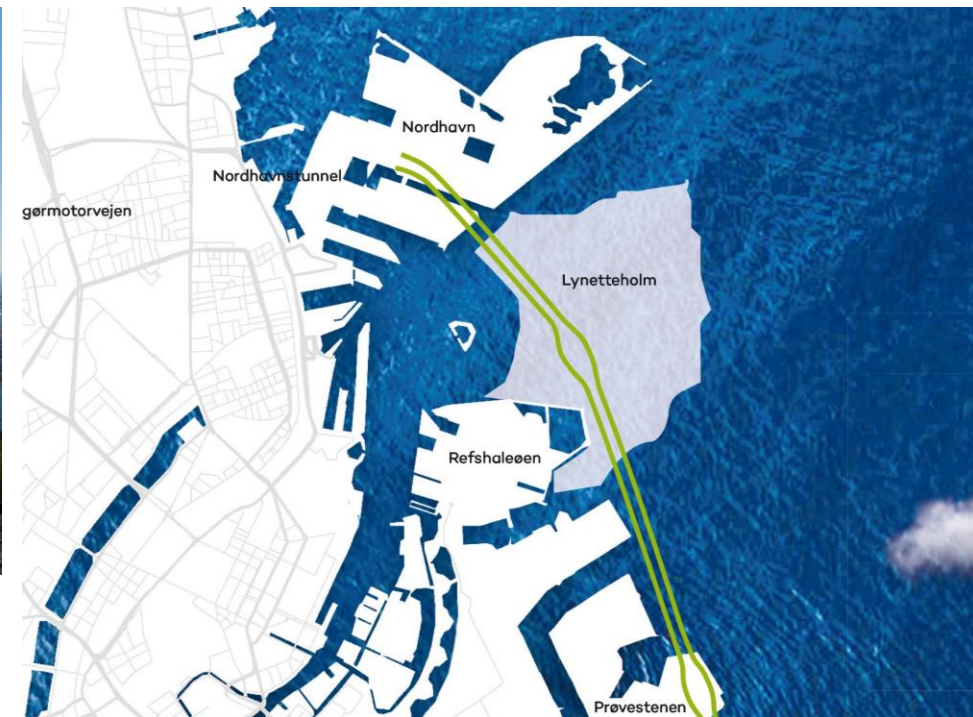 Nordhavn
Nordhavnstunnel
gørmotorvejen
Lynetteholm
Refshaleøen
Prøvestenen